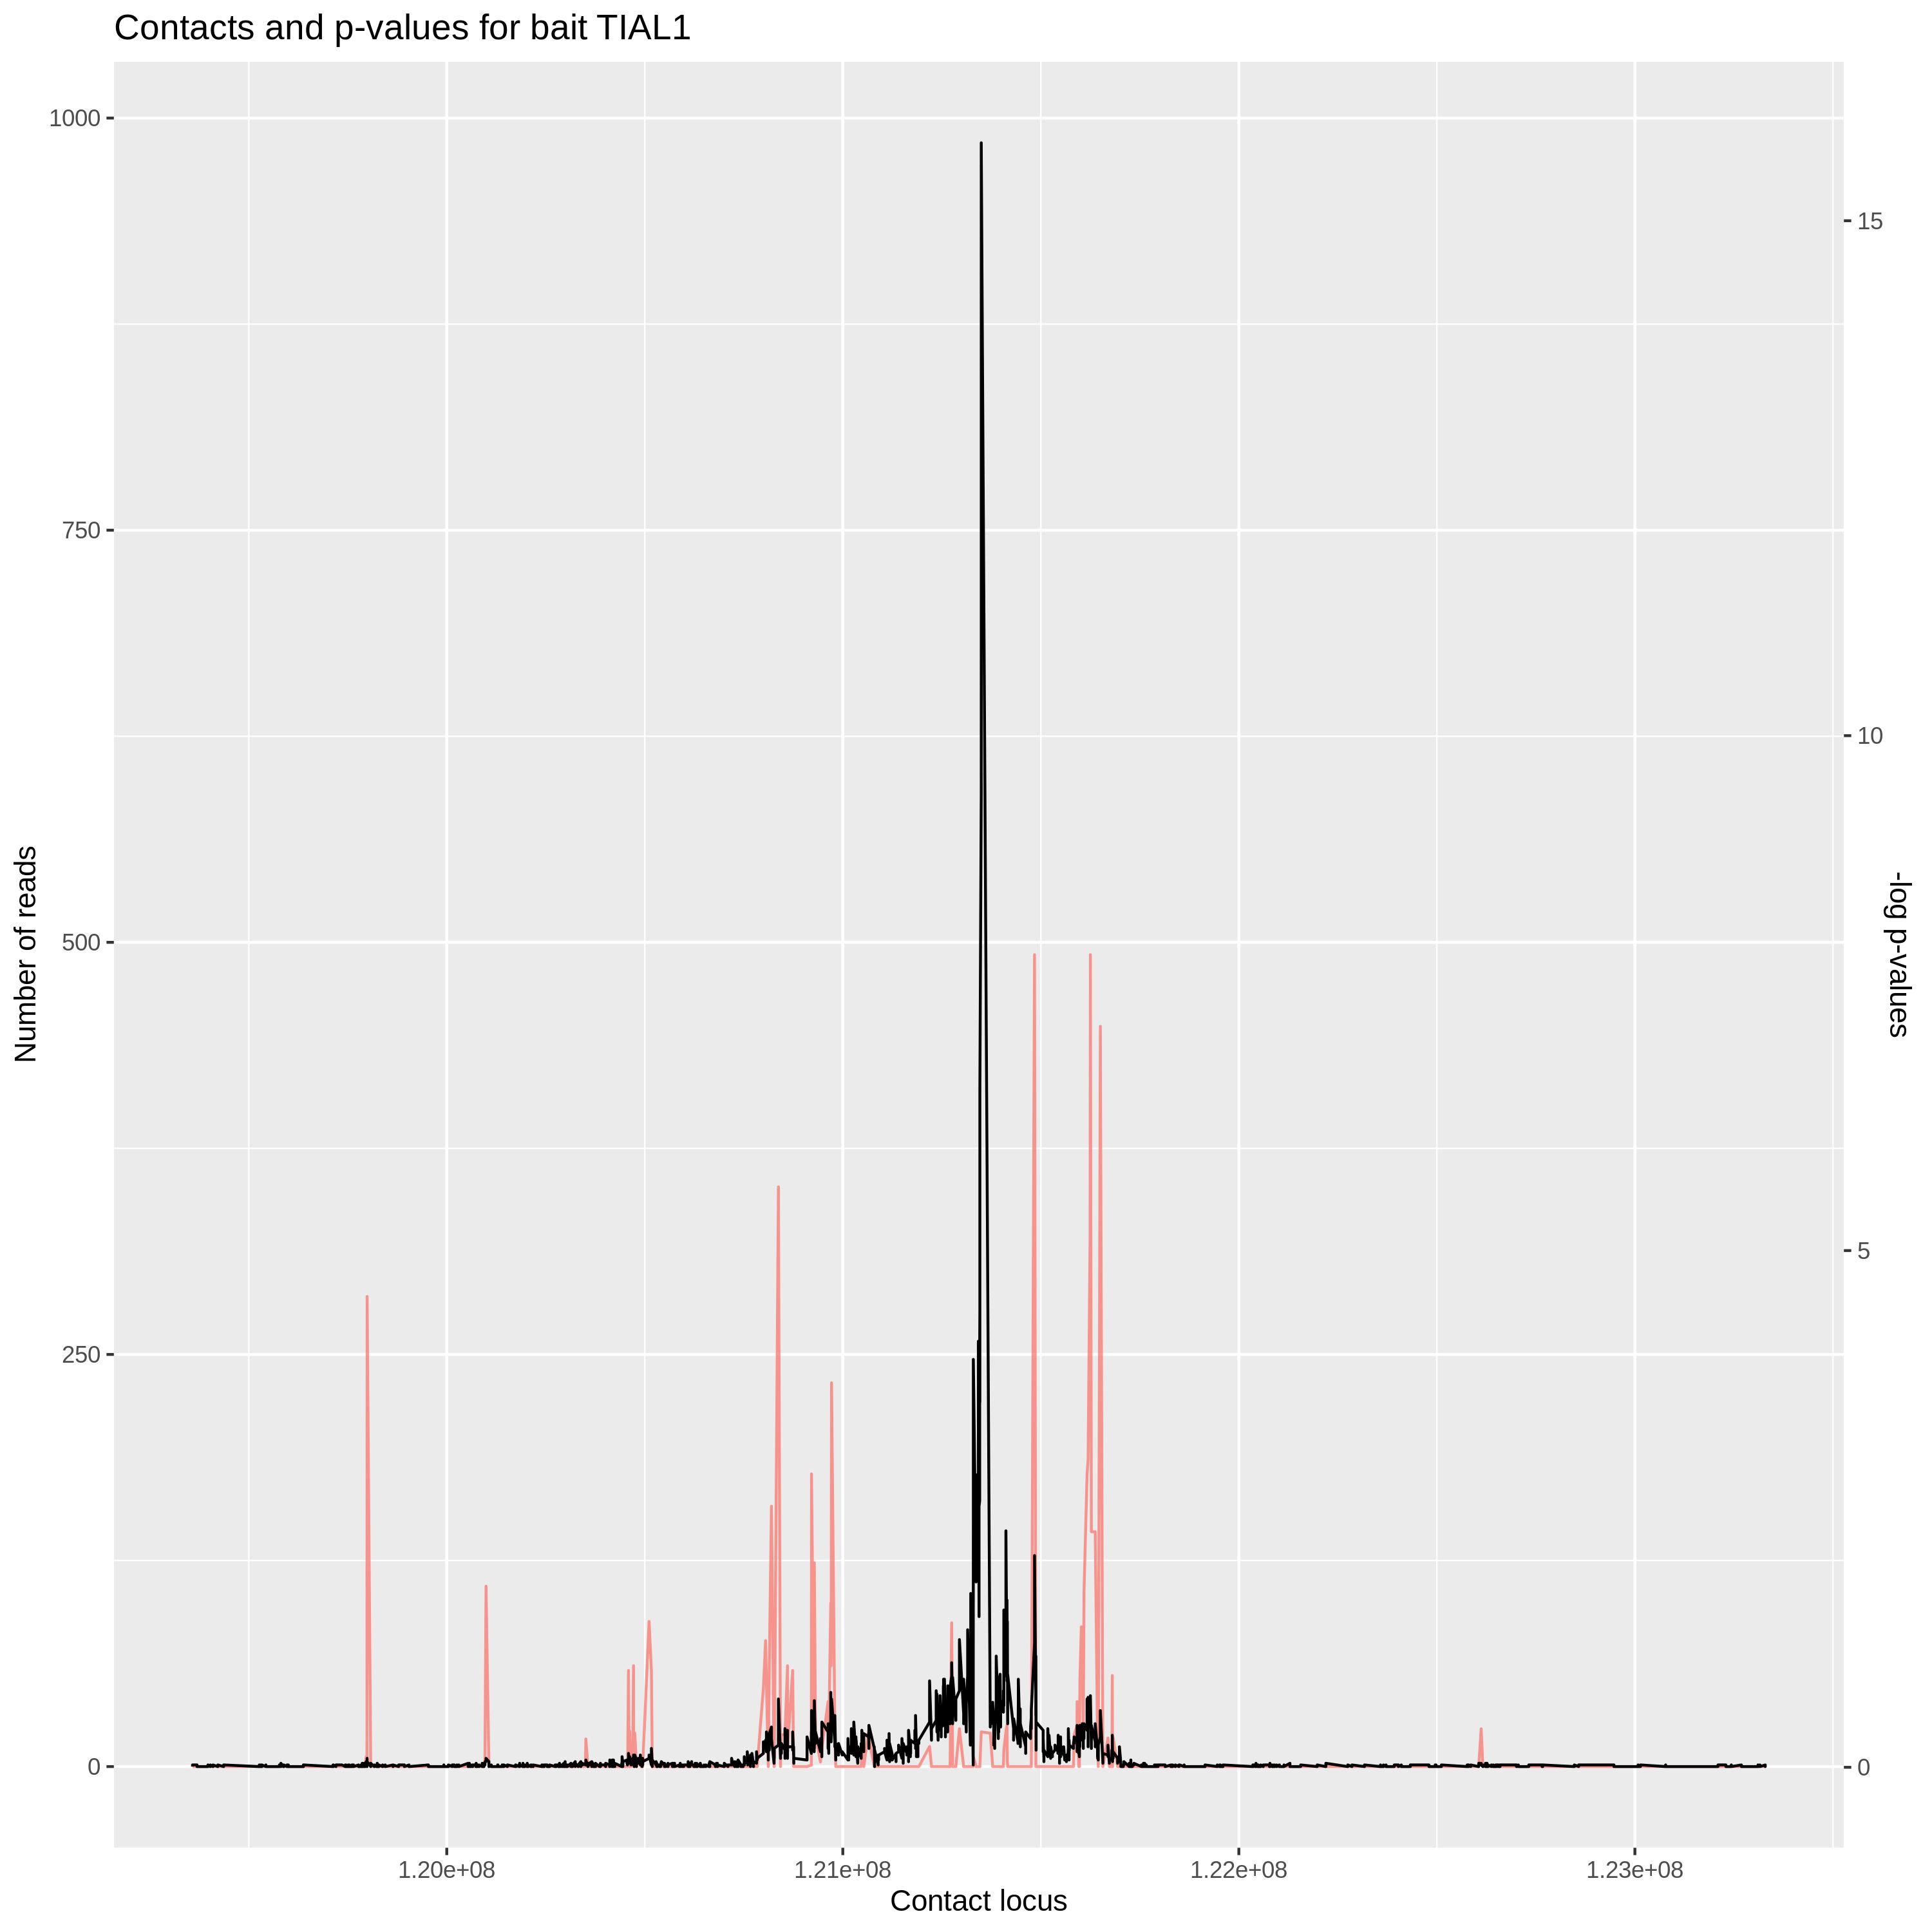 Contacts and p-values for bait TIAL1
1000
750
500
250
0
Number of reads
15
10
5
0
-log p-values
1.20e+08
1.21e+08
1.22e+08
1.23e+08
Contact locus